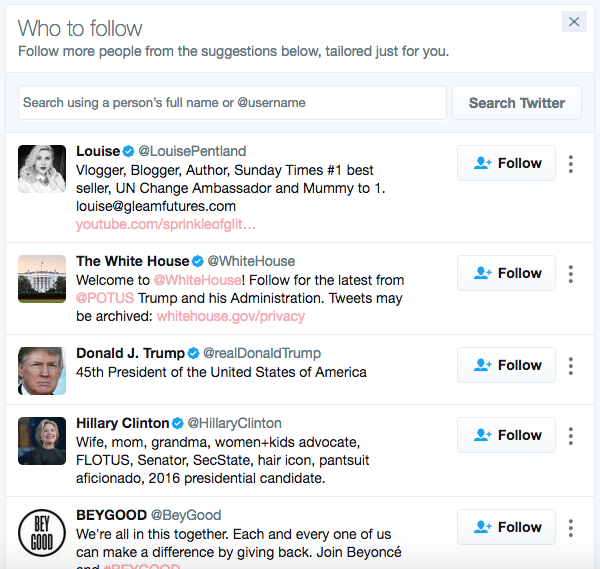 Who to follow
Follow more people from the suggestions below, tailored just for you.
Search using a person's full name or @username
Search Twitter
Louise @LouisePentland
Vlogger, Blogger, Author, Sunday Times #1 best
seller, UN Change Ambassador and Mummy to 1.
louise@gleamfutures.com
youtube.com/sprinkleofglit…
Follow
The White House @WhiteHouse
Welcome to @WhiteHouse! Follow for the latest from
@POTUS Trump and his Administration. Tweets may
be archived: whitehouse.gov/privacy
Follow
Donald J. Trump @realDonaldTrump
45th President of the United States of America
Follow
Hillary Clinton @HillaryClinton
Wife, mom, grandma, women+kids advocate,
FLOTUS, Senator, SecState, hair icon, pantsuit
aficionado, 2016 presidential candidate.
Follow
BEY
GOOD
BEYGOOD @BeyGood
We're all in this together. Each and every one of us
can make a difference by giving back. Join Beyoncé
and #BEYGOOD
Follow